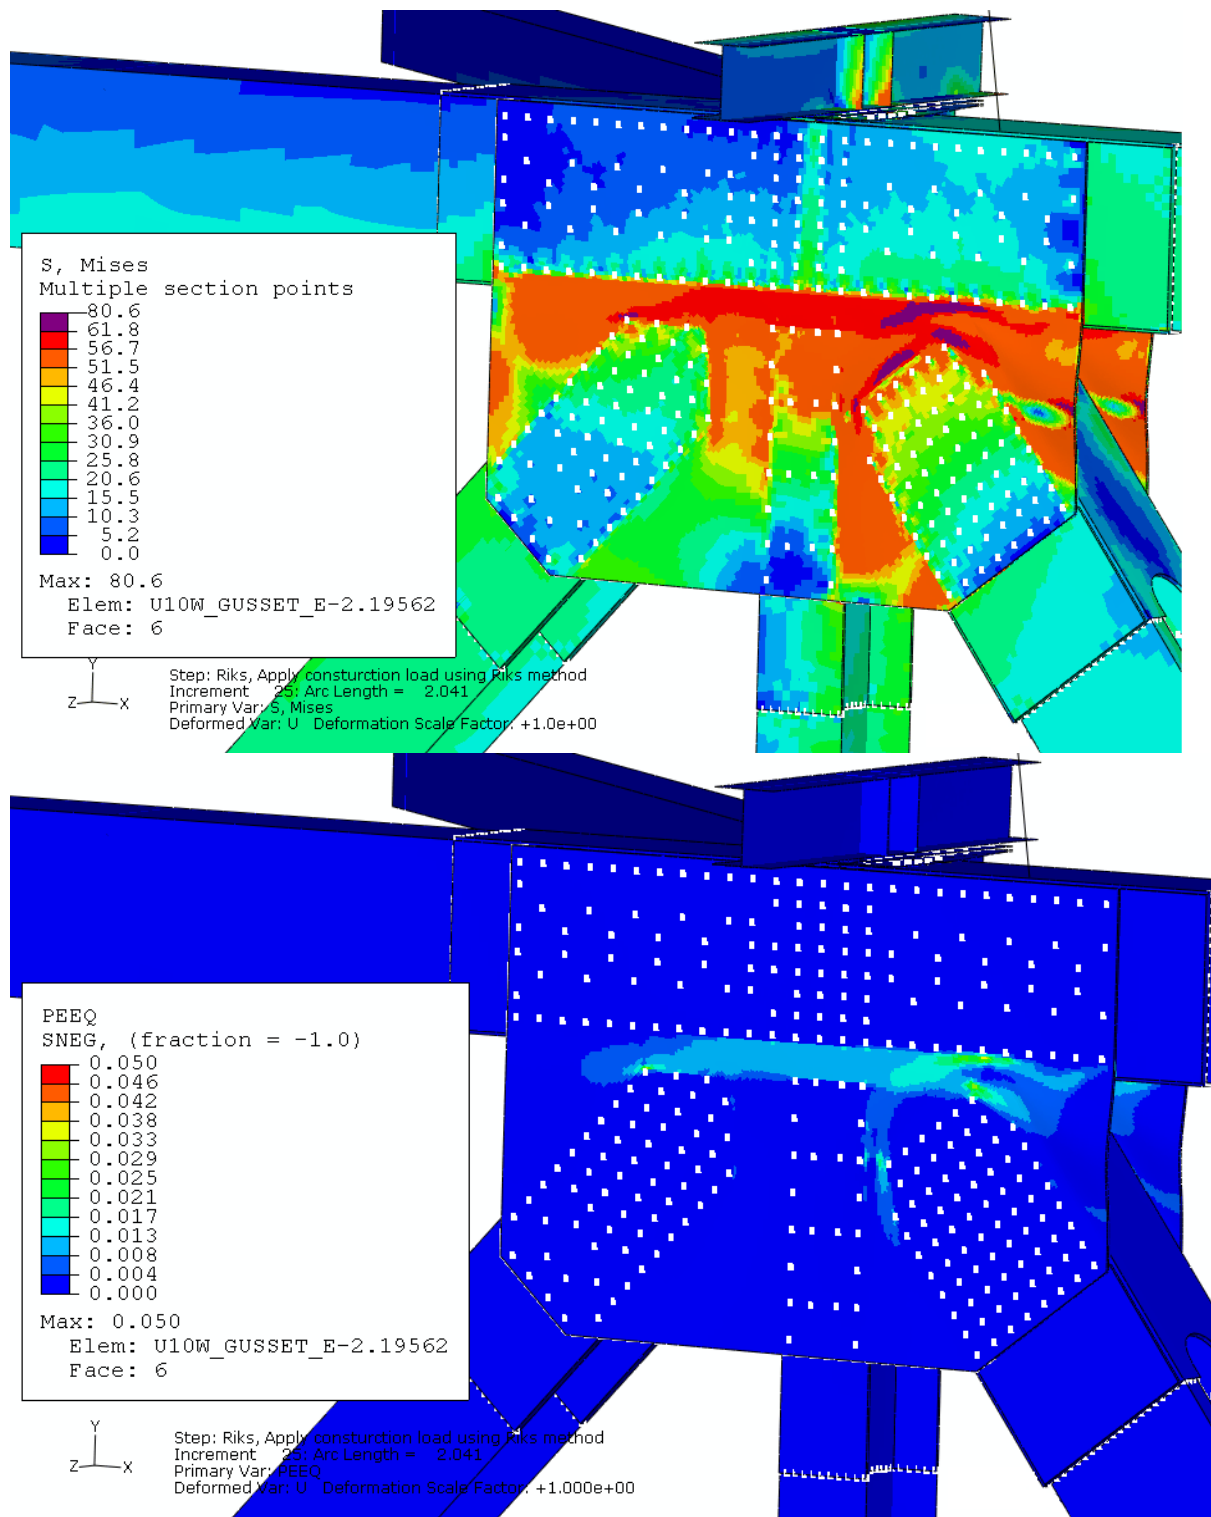 S, Mises
Multiple section points
80.6
61.8
56.7
51.5
46.4
41.2
36.0
30.9
25.8
20.6
15.5
10.3
5.2
0.0
Max: 80.6
Elem: U10W_GUSSET_E-2.19562
Face: 6
Y
Z X
Step: Riks, Apply consturction load using Riks method
Increment 25: Arc Length = 2.041
Primary Var: S, Mises
Deformed Var: U Deformation Scale Factor: +1.0e+00
PEEQ
SNEG, (fraction = -1.0)
0.050
0.046
0.042
0.038
0.033
0.029
0.025
0.021
0.017
0.013
0.008
0.004
0.000
Max: 0.050
Elem: U10W_GUSSET_E-2.19562
Face: 6
Y
Z X
Step: Riks, Apply consturction load using Riks method
Increment 25: Arc Length = 2.041
Primary Var: PEEQ
Deformed Var: U Deformation Scale Factor: +1.000e+00